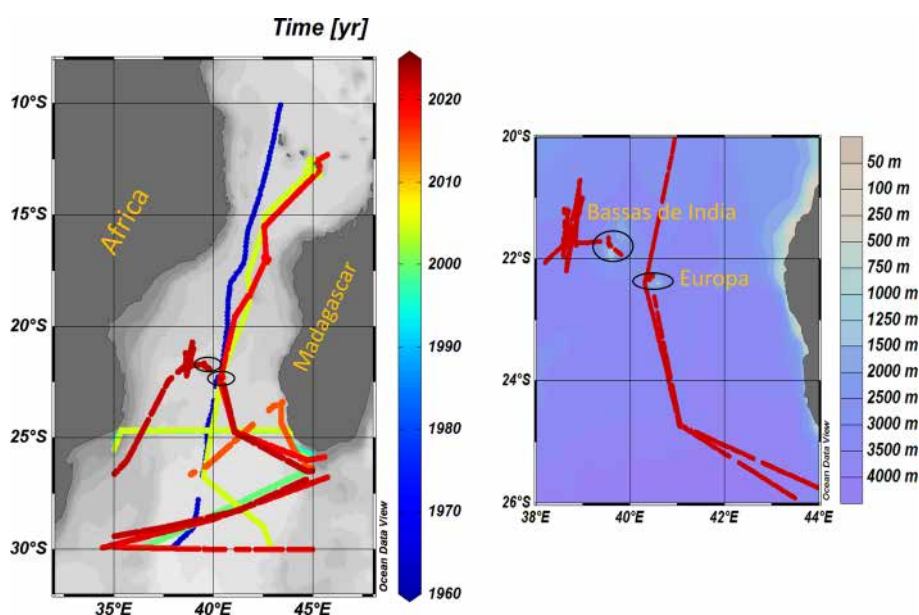 Time [yr]
10°S
15°S
20°S
25°S
30°S
35°E
40°E
45°E
Africa
Madagascar
Ocean Data View
2020
2010
2000
1990
1980
1970
1960
20°S
22°S
24°S
26°S
38°E
40°E
42°E
44°E
Bassas de India
Europa
Ocean Data View
50 m
100 m
250 m
500 m
750 m
1000 m
1250 m
1500 m
2000 m
2500 m
3000 m
3500 m
4000 m